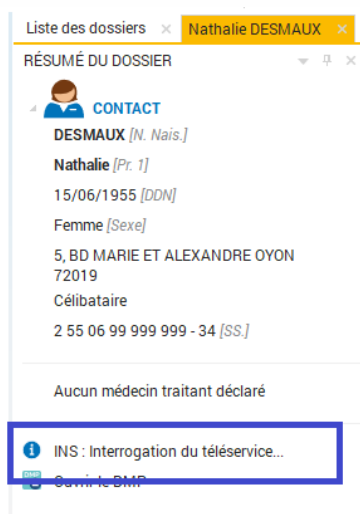 Liste des dossiers × Nathalie DESMAUX ×
RÉSUMÉ DU DOSSIER
CONTACT
DESMAUX [N. Nais.]
Nathalie [Pr. 1]
15/06/1955 [DDN]
Femme [Sexe]
5, BD MARIE ET ALEXANDRE OYON
72019
Célibataire
2 55 06 99 999 999 - 34 [SS.]
Aucun médecin traitant déclaré
INS : Interrogation du téléservice...
DMP Ouvrir le DMP